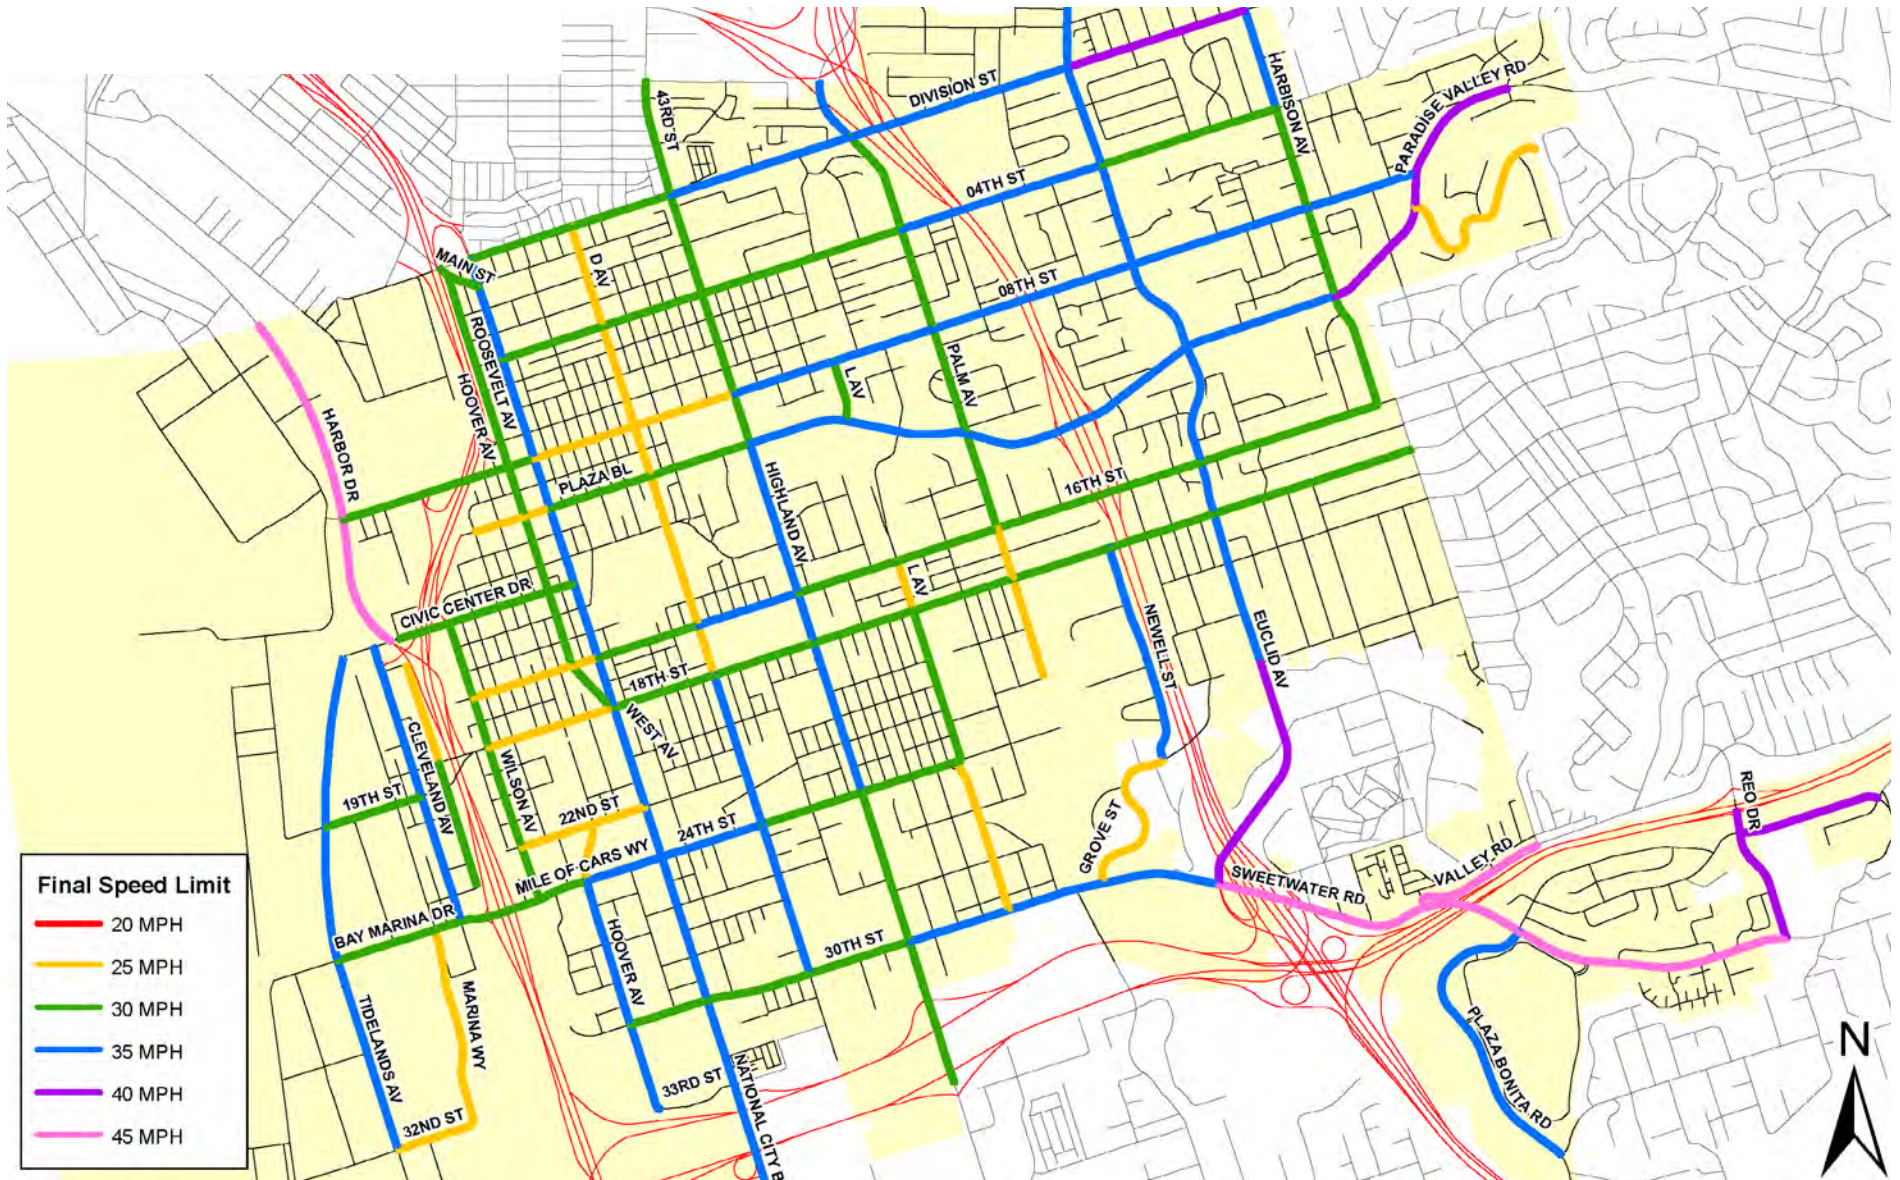 DIVISION ST
HARBISON AV
PARADISE VALLEY RD
43RD ST
04TH ST
MAIN ST
D AV
08TH ST
ROOSEVELT AV
HOOVER AV
L AV
PALM AV
HARBOR DR
PLAZA BL
HIGHLAND AV
16TH ST
CIVIC CENTER DR
L AV
NEWELL ST
EUCLID AV
18TH ST
WEST AV
CLEVELAND AV
WILSON AV
19TH ST
22ND ST
24TH ST
MILE OF CARS WY
GROVE ST
REO DR
VALLEY RD
SWEETWATER RD
BAY MARINA DR
HOOVER AV
30TH ST
TIDELANDS AV
MARINA WY
PLAZA BONITA RD
33RD ST
NATIONAL CITY B
32ND ST
Final Speed Limit
20 MPH
25 MPH
30 MPH
35 MPH
40 MPH
45 MPH
N